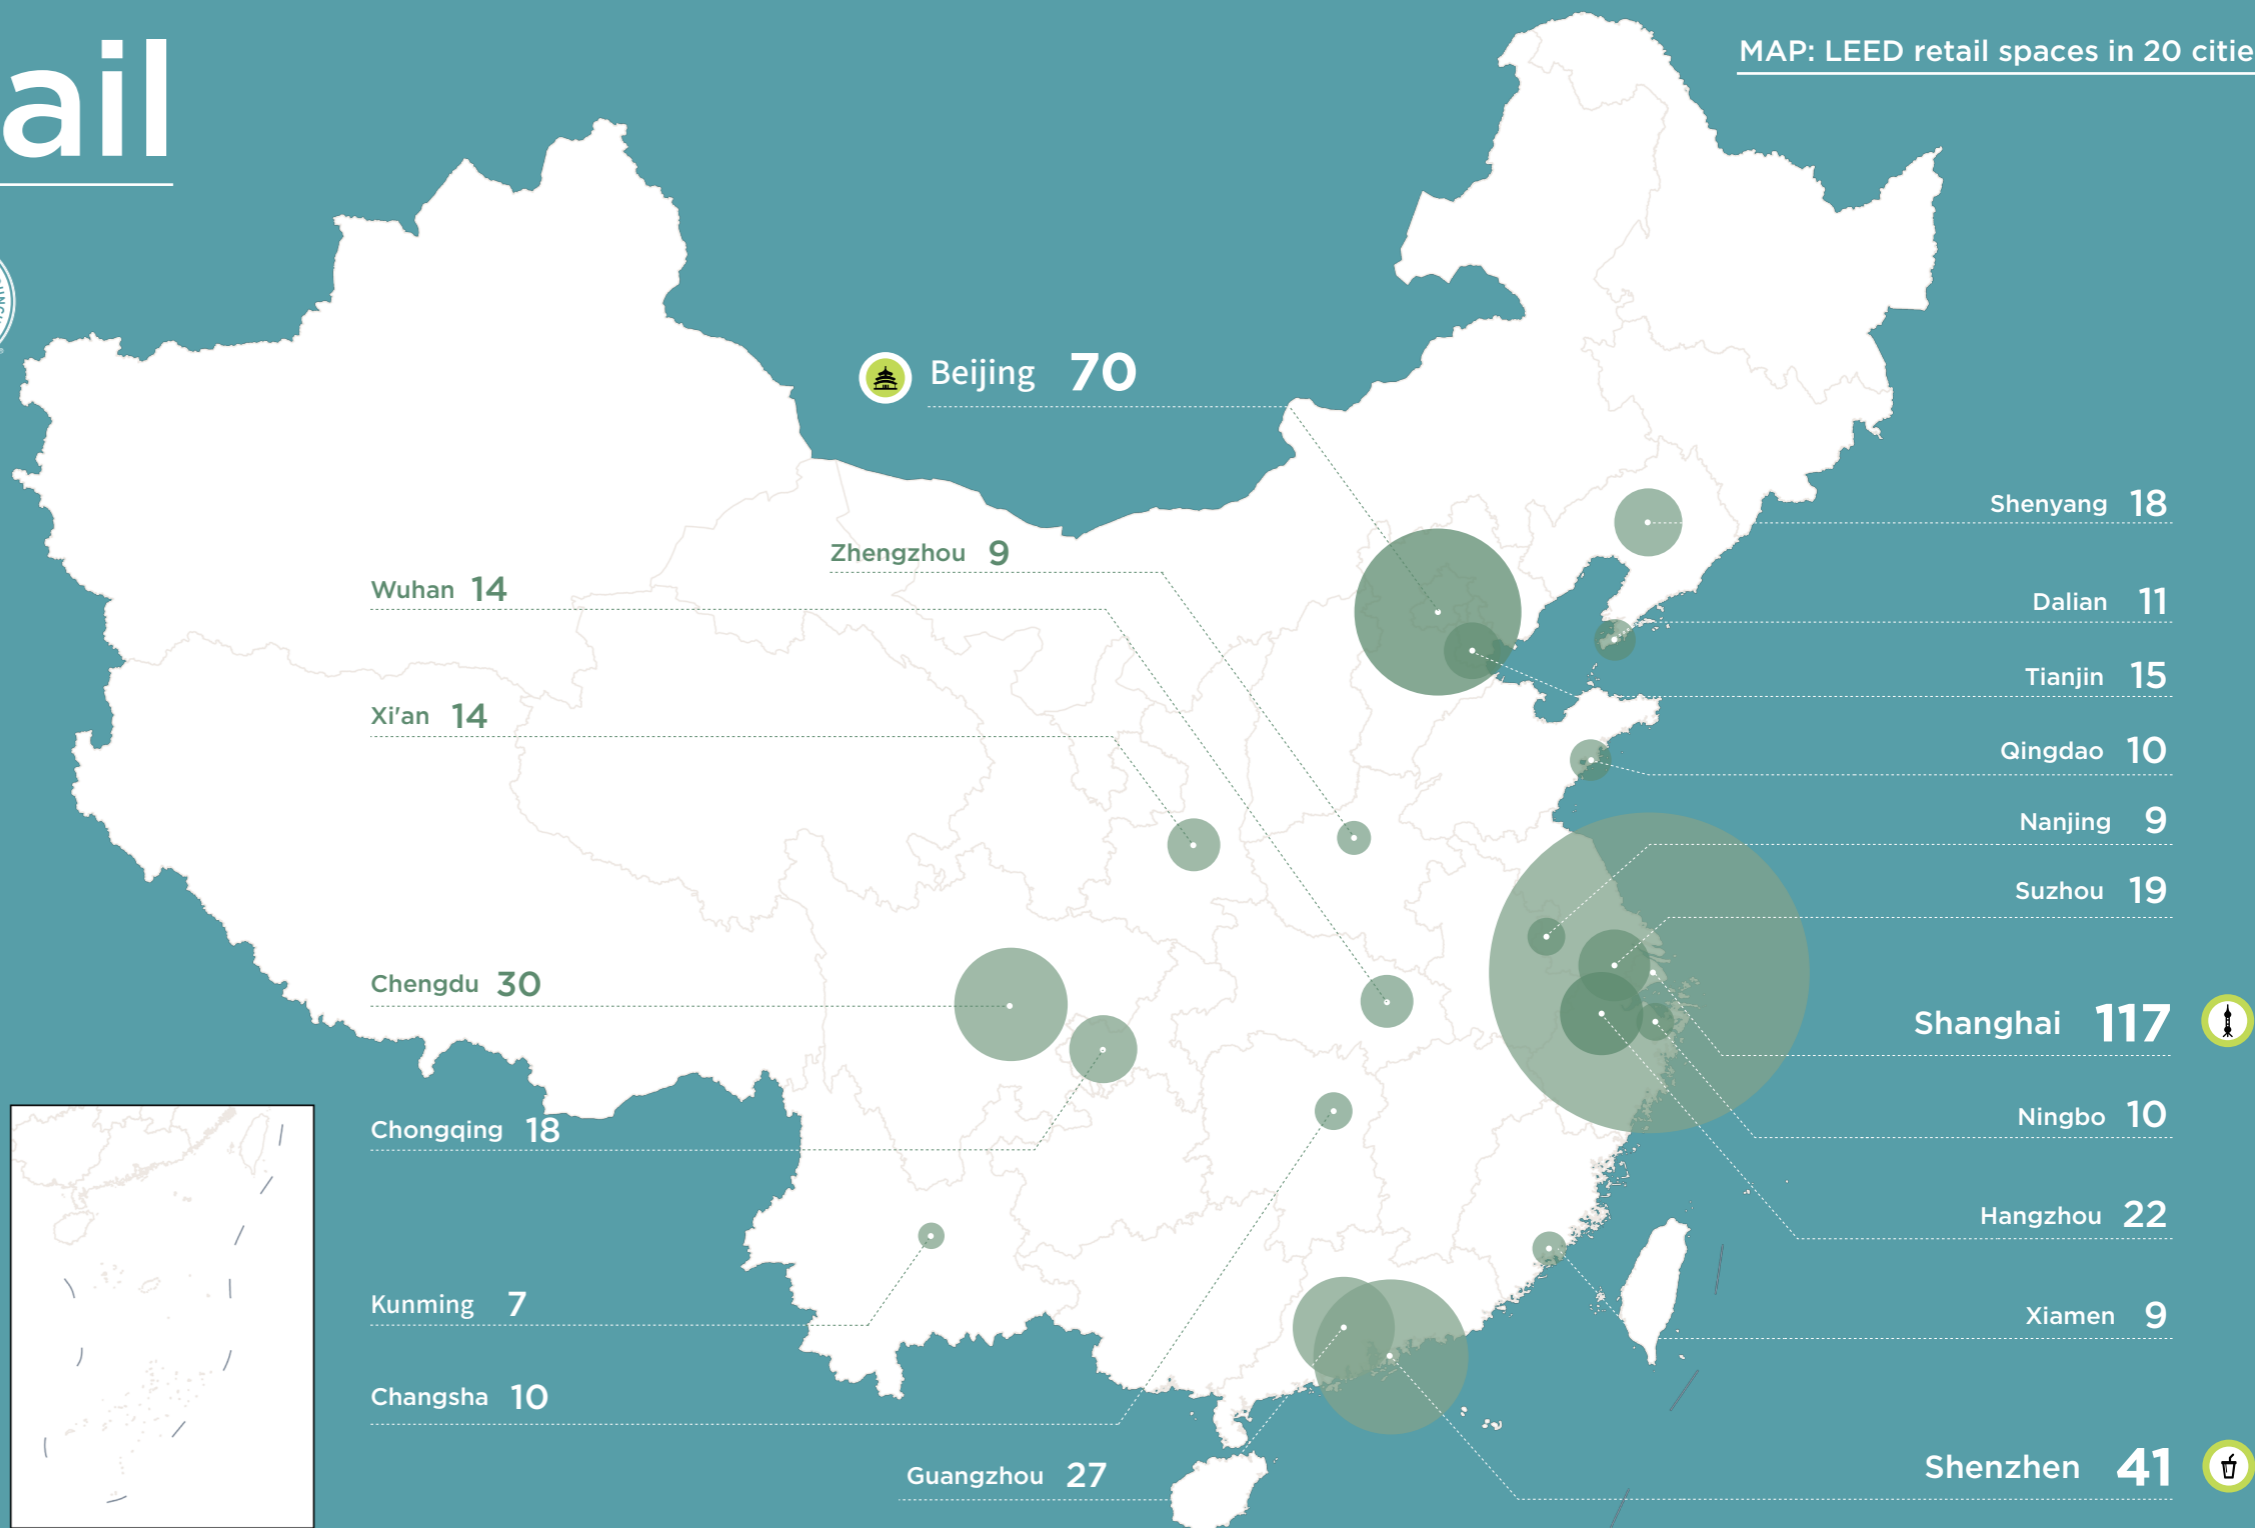 ail
MAP: LEED retail spaces in 20 citie
Beijing 70
Shenyang 18
Zhengzhou 9
Wuhan 14
Dalian 11
Tianjin 15
Xi'an 14
Qingdao 10
Nanjing 9
Suzhou 19
Chengdu 30
Shanghai 117
Chongqing 18
Ningbo 10
Hangzhou 22
Kunming 7
Xiamen 9
Changsha 10
Guangzhou 27
Shenzhen 41